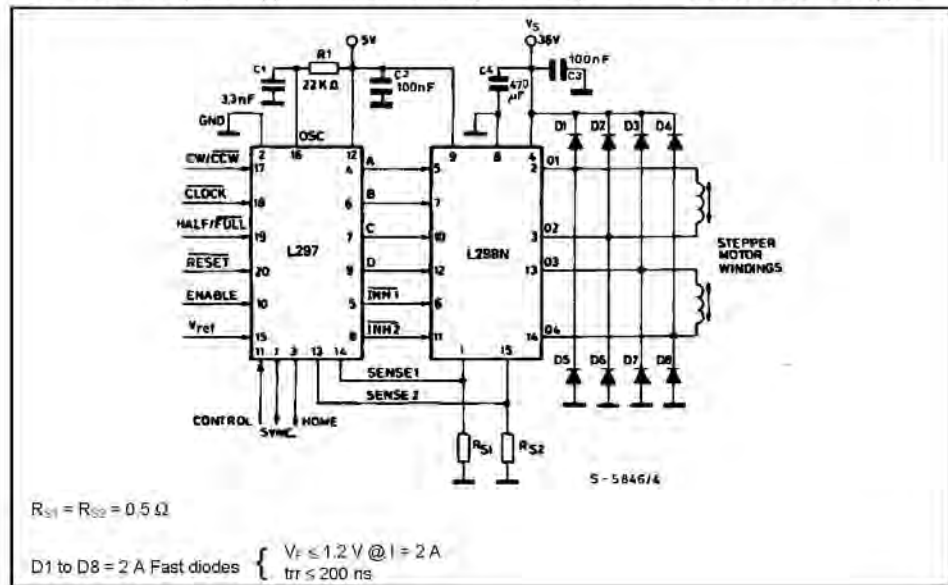 Vs
5V
36V
R1
C1
22KΩ
3,3nF
C2
100nF
C4
470
µF
100nF
C3
GND
OSC
D1 D2 D3 D4
2 16 12
9 8 4
CW/CCW 17
4 A 5
2 O1
CLOCK 18
6 B 7
HALF/FULL 19
7 C 10
3 O2
L297
L298N
STEPPER
MOTOR
WINDINGS
RESET 20
9 D 12
13 O3
ENABLE 10
5 INH1 6
Vref 15
8 INH2 11
14 O4
11 1 3 13 14
1 15
D5 D6 D7 D8
SENSE 1
SENSE 2
CONTROL
SYNC
HOME
RS1
RS2
S-5846/4
RS1 = RS2 = 0.5 Ω
VF ≤ 1.2 V @ I = 2 A
D1 to D8 = 2 A Fast diodes {
trr ≤ 200 ns